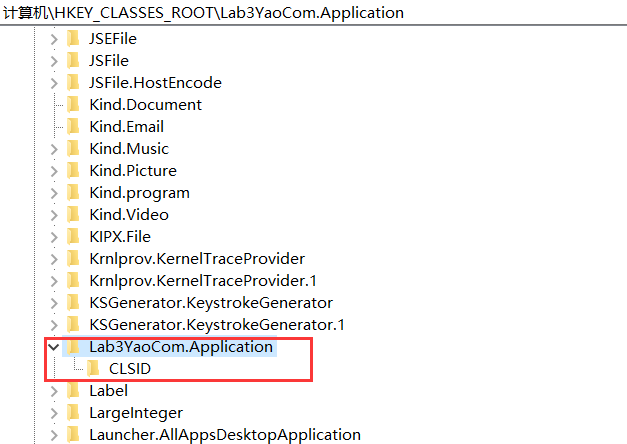 计算机\HKEY_CLASSES_ROOT\Lab3YaoCom.Application
JSEFile
JSFile
JSFile.HostEncode
Kind.Document
Kind.Email
Kind.Music
Kind.Picture
Kind.program
Kind.Video
KIPX.File
Krnlprov.KernelTraceProvider
Krnlprov.KernelTraceProvider.1
KSGenerator.KeystrokeGenerator
KSGenerator.KeystrokeGenerator.1
Lab3YaoCom.Application
CLSID
Label
LargeInteger
Launcher.AllAppsDesktopApplication